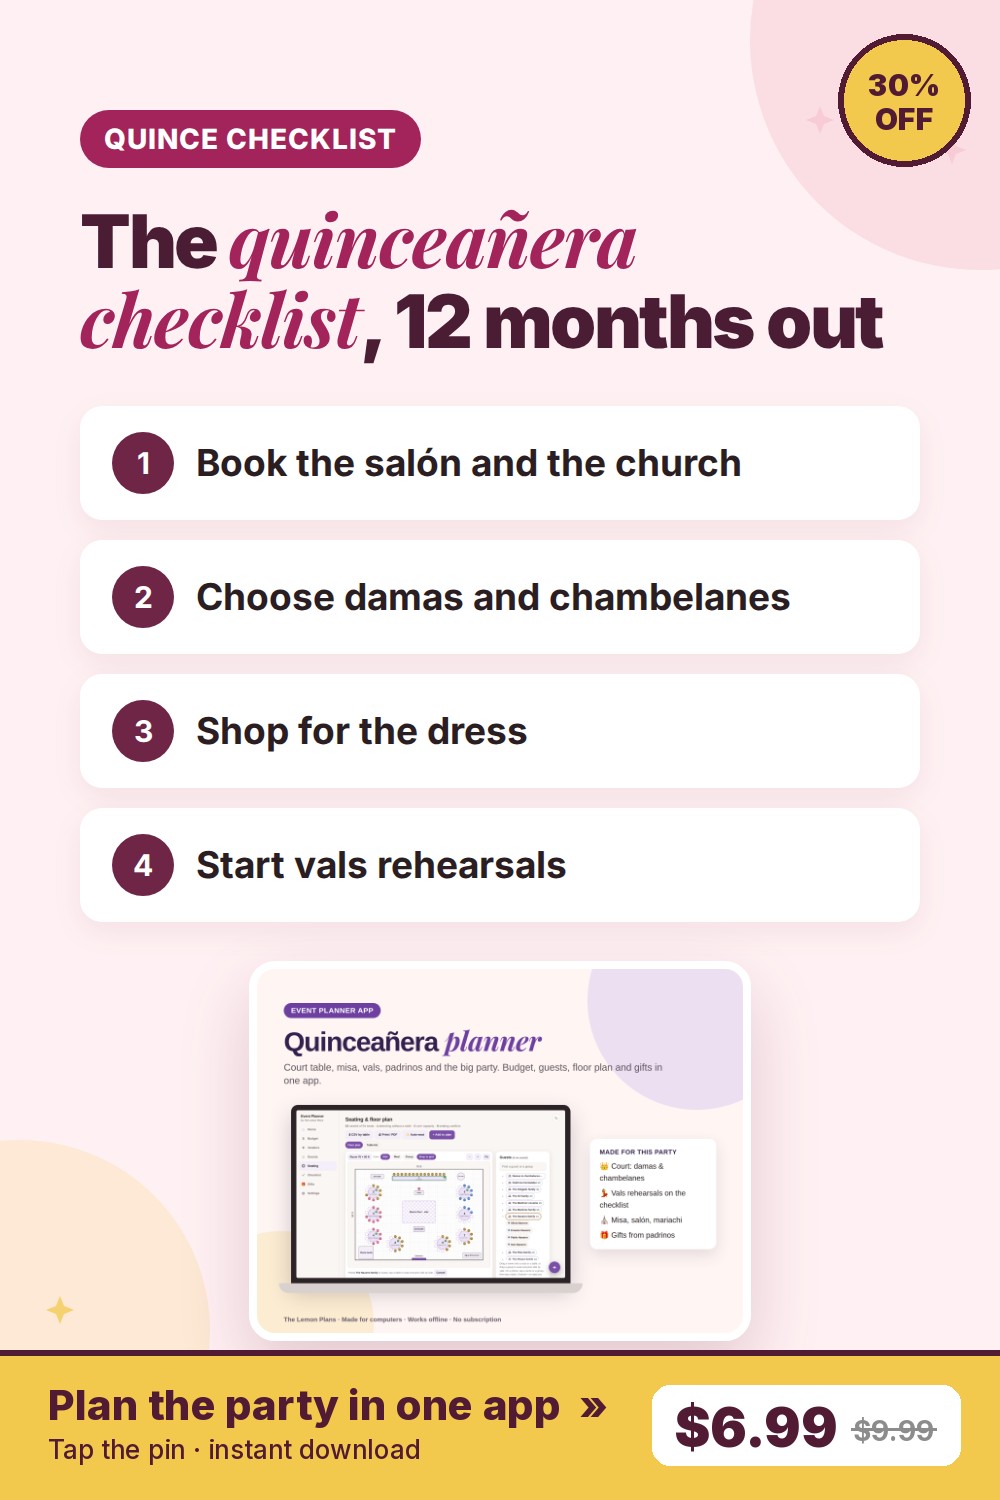 30%
OFF
QUINCE CHECKLIST
The quinceañera
checklist, 12 months out
1 Book the salón and the church
2 Choose damas and chambelanes
3 Shop for the dress
4 Start vals rehearsals
EVENT PLANNER APP
Quinceañera planner
Court table, misa, vals, padrinos and the big party. Budget, guests, floor plan and gifts in
one app.
Event Planner
Seating & floor plan
MADE FOR THIS PARTY
👑 Court: damas &
chambelanes
💃 Vals rehearsals on the
checklist
⛪ Misa, salón, mariachi
🎁 Gifts from padrinos
The Lemon Plans · Made for computers · Works offline · No subscription
Plan the party in one app »
Tap the pin · instant download
$6.99 $9.99